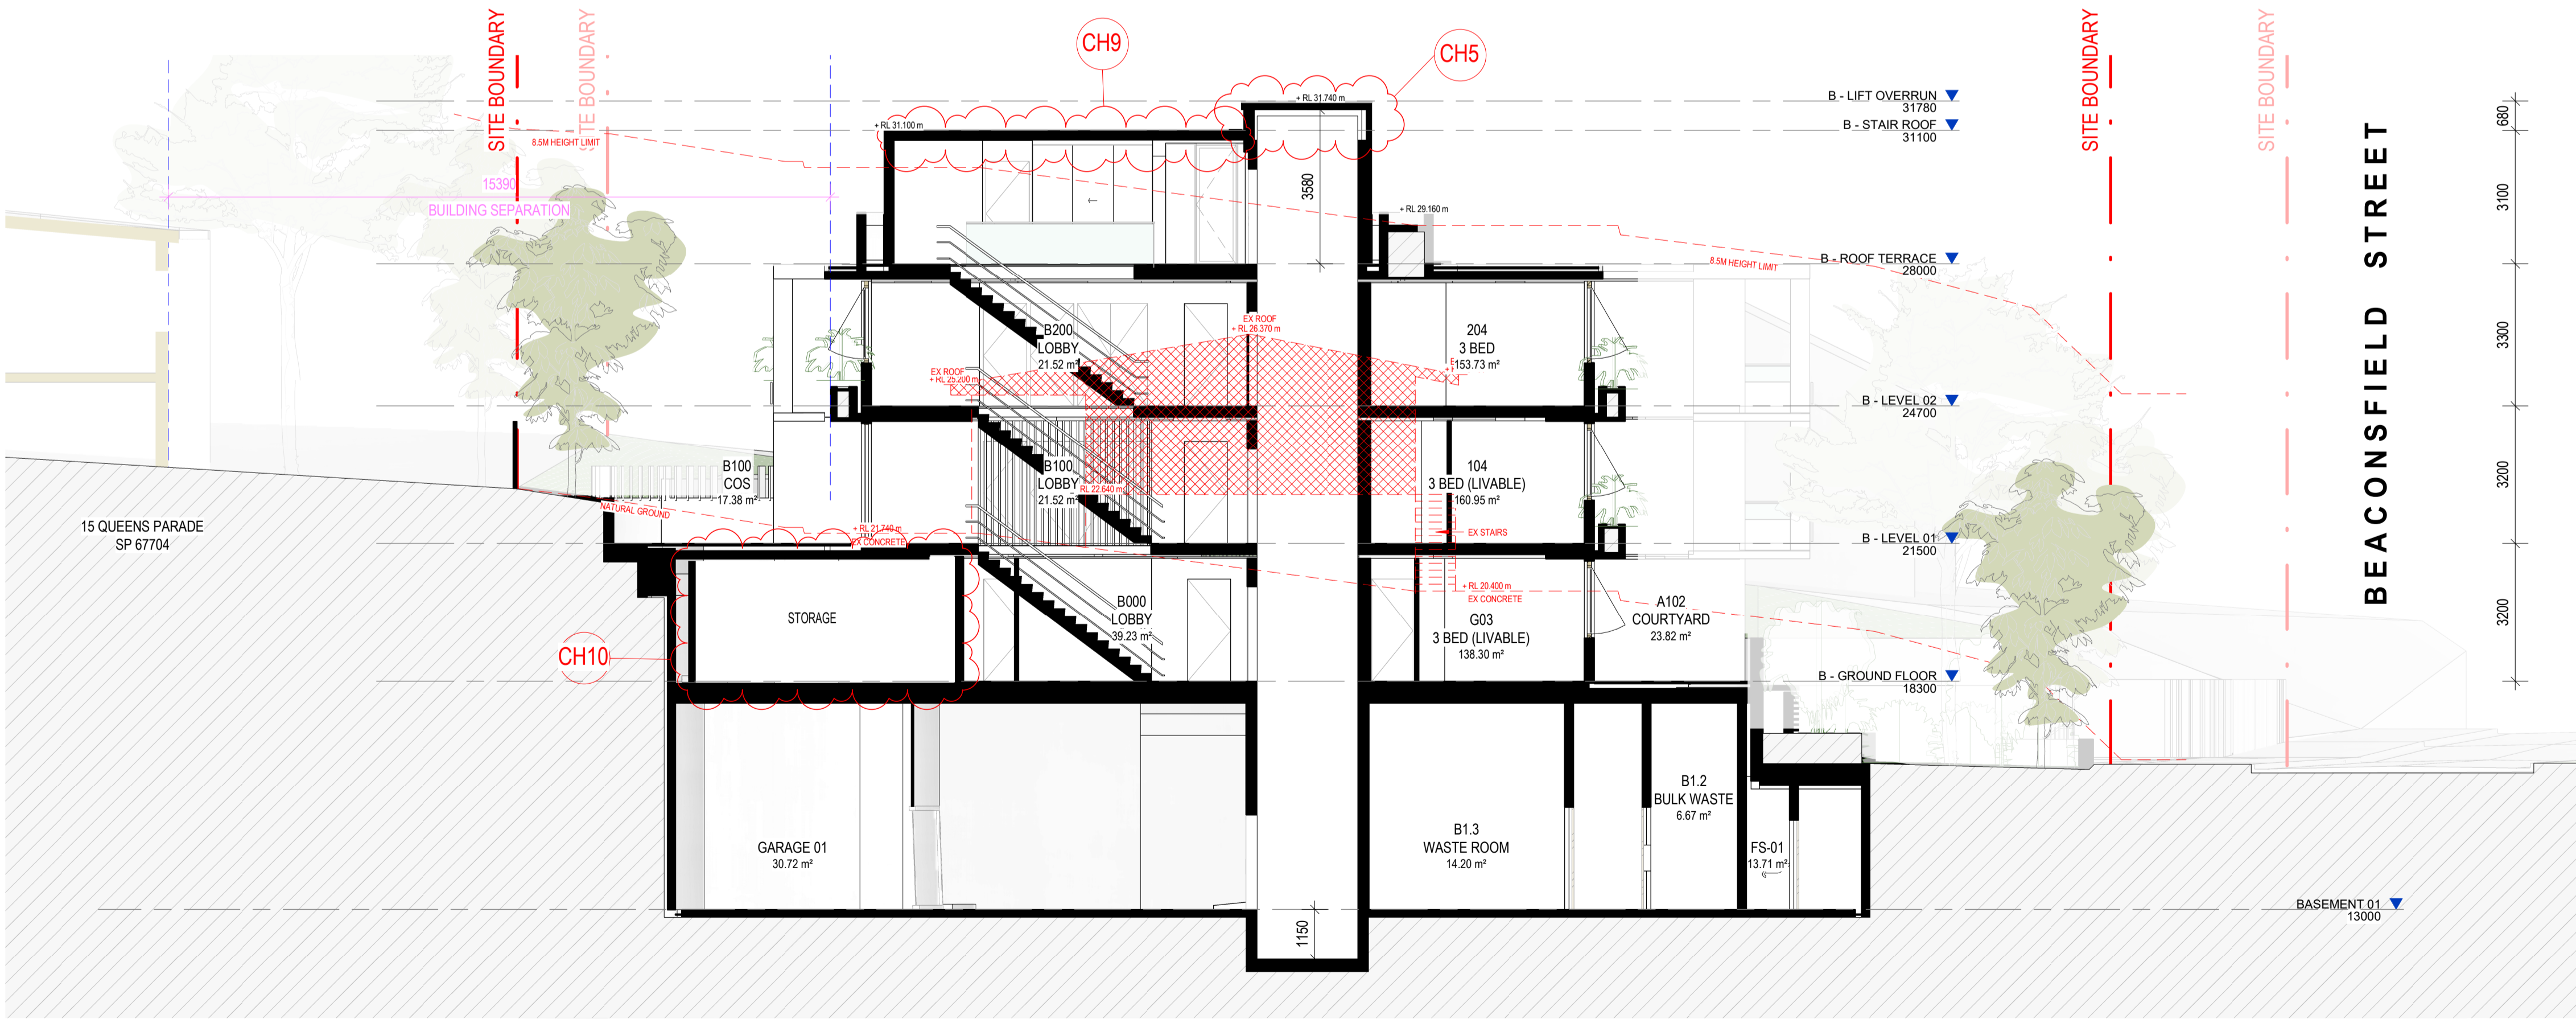 SITE BOUNDARY
SITE BOUNDARY
CH9
CH5
SITE BOUNDARY
SITE BOUNDARY
+ RL 31.740 m
B - LIFT OVERRUN
31780
680
+ RL 31.100 m
B - STAIR ROOF
31100
8.5M HEIGHT LIMIT
15390
BUILDING SEPARATION
3580
3100
+ RL 29.160 m
BEACONSFIELD STREET
B - ROOF TERRACE
28000
8.5M HEIGHT LIMIT
EX ROOF
+ RL 26.370 m
B200
LOBBY
21.52 m²
204
3 BED
153.73 m²
3300
EX ROOF
+ RL 25.200 m
B - LEVEL 02
24700
B100
COS
17.38 m²
B100
LOBBY
21.52 m²
RL 22.640 m
104
3 BED (LIVABLE)
160.95 m²
3200
NATURAL GROUND
15 QUEENS PARADE
SP 67704
+ RL 21.740 m
EX CONCRETE
EX STAIRS
B - LEVEL 01
21500
+ RL 20.400 m
EX CONCRETE
STORAGE
B000
LOBBY
39.23 m²
G03
3 BED (LIVABLE)
138.30 m²
A102
COURTYARD
23.82 m²
3200
CH10
B - GROUND FLOOR
18300
B1.2
BULK WASTE
6.67 m²
GARAGE 01
30.72 m²
B1.3
WASTE ROOM
14.20 m²
FS-01
13.71 m²
BASEMENT 01
13000
1150